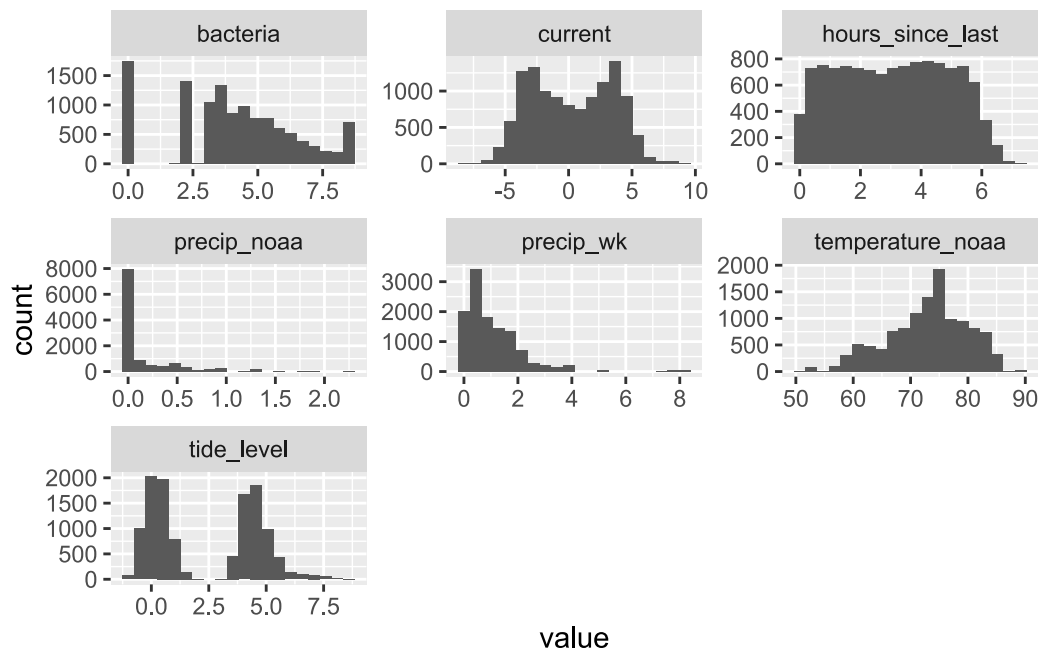 bacteria
1500
1000
500
0
0.0 2.5 5.0 7.5
current
1000
500
0
-5 0 5 10
hours_since_last
800
600
400
200
0
0 2 4 6
precip_noaa
8000
6000
4000
2000
0
0.0 0.5 1.0 1.5 2.0
precip_wk
3000
2000
1000
0
0 2 4 6 8
temperature_noaa
2000
1500
1000
500
0
50 60 70 80 90
tide_level
2000
1500
1000
500
0
0.0 2.5 5.0 7.5
count
value